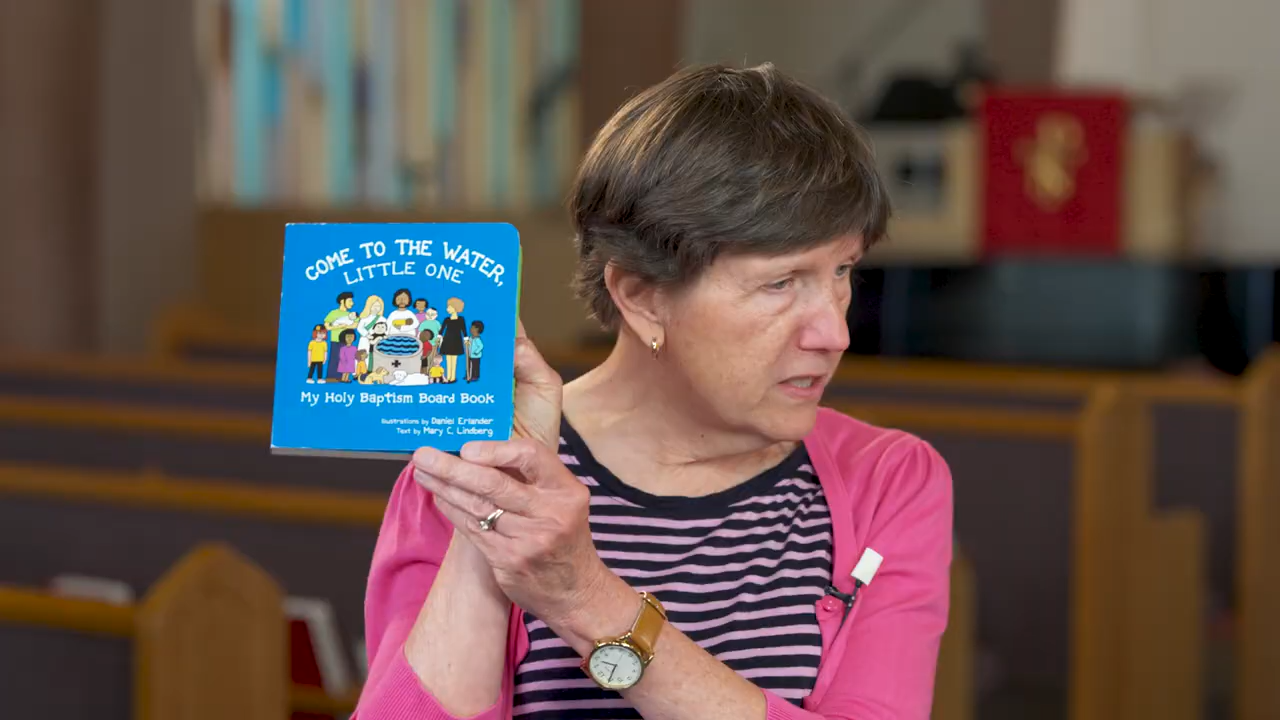 COME TO THE WATER,
LITTLE ONE
My Holy Baptism Board Book
Illustrations by Daniel Erlander
Text by Mary C. Lindberg